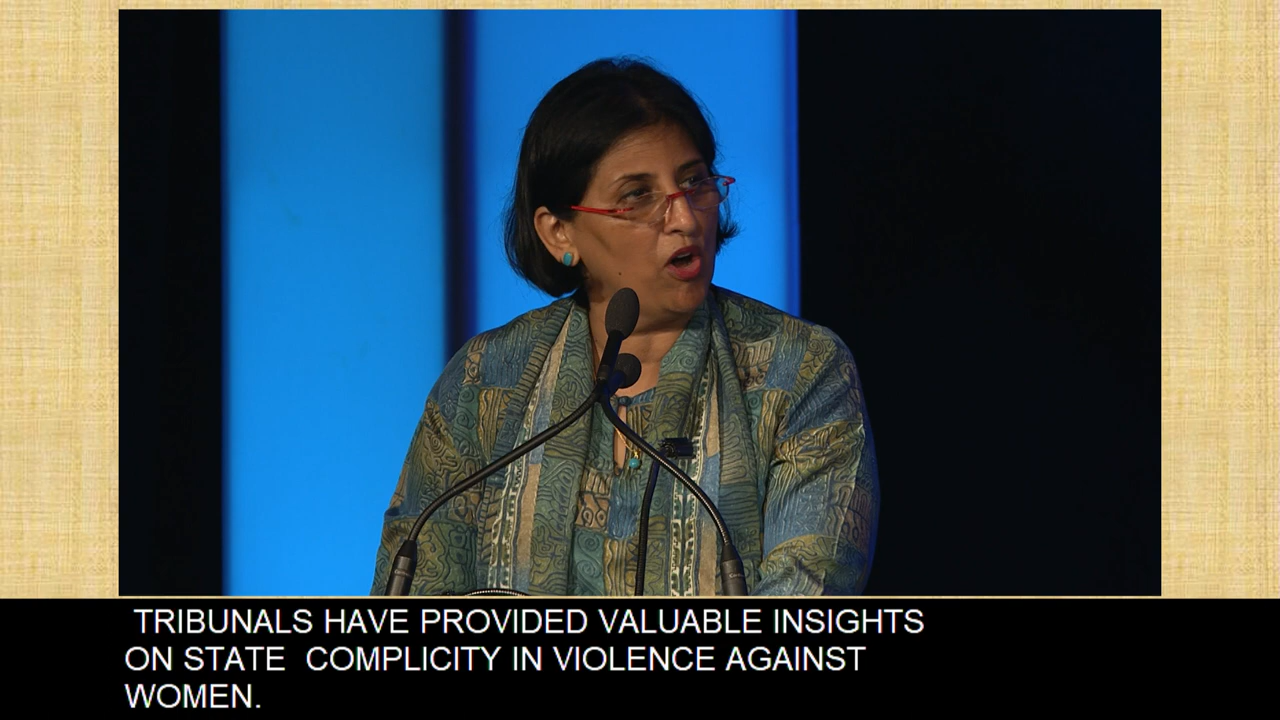 TRIBUNALS HAVE PROVIDED VALUABLE INSIGHTS
ON STATE  COMPLICITY IN VIOLENCE AGAINST
WOMEN.